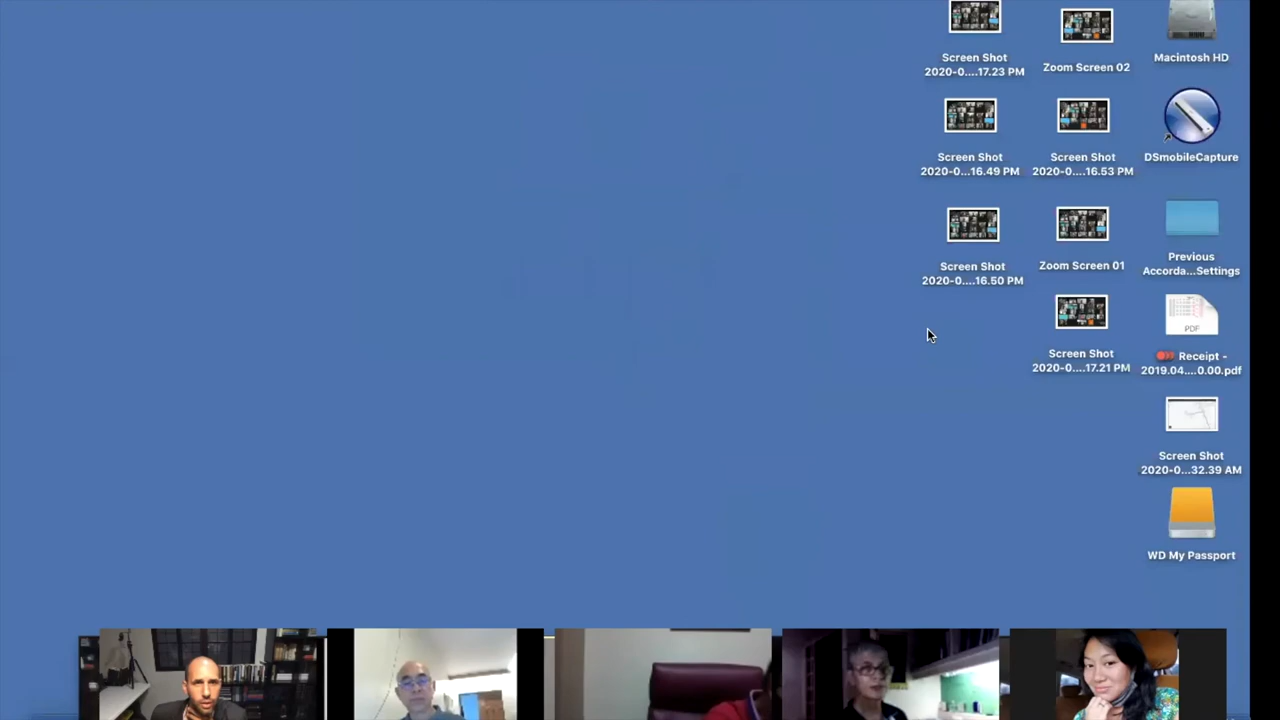 Screen Shot
2020-0....17.23 PM
Zoom Screen 02
Macintosh HD
Screen Shot
2020-0...16.49 PM
Screen Shot
2020-0....16.53 PM
DSmobileCapture
Screen Shot
2020-0....16.50 PM
Zoom Screen 01
Previous
Accorda...Settings
Screen Shot
2020-0....17.21 PM
PDF
Receipt -
2019.04....0.00.pdf
Screen Shot
2020-0...32.39 AM
WD My Passport